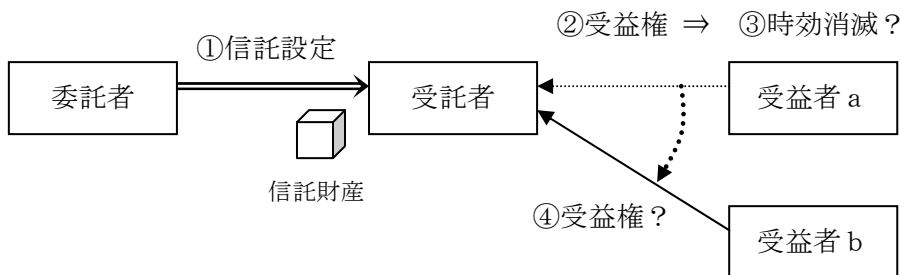 ②受益権 ⇒ ③時効消滅？
①信託設定
委託者
受託者
受益者 a
信託財産
④受益権？
受益者 b